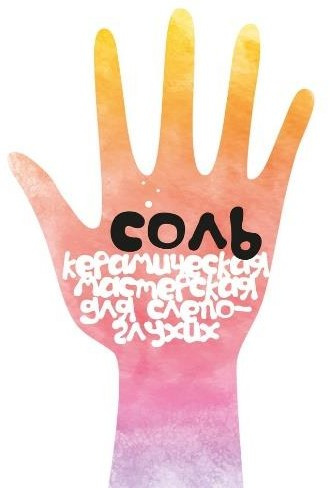 соль
керамическая
мастерская
для слепо-
глухих